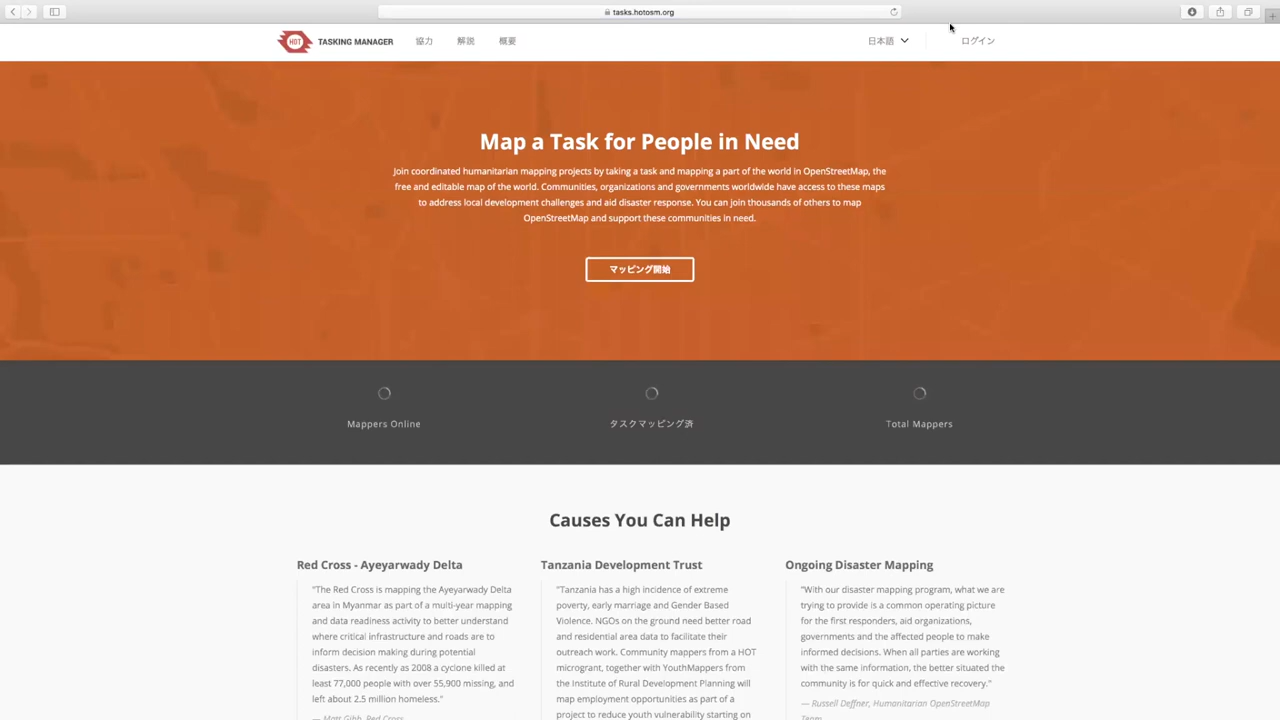 tasks.hotosm.org
HOT TASKING MANAGER 協力 解説 概要 日本語 ログイン
Map a Task for People in Need
Join coordinated humanitarian mapping projects by taking a task and mapping a part of the world in OpenStreetMap, the
free and editable map of the world. Communities, organizations and governments worldwide have access to these maps
to address local development challenges and aid disaster response. You can join thousands of others to map
OpenStreetMap and support these communities in need.
マッピング開始
Mappers Online
タスクマッピング済
Total Mappers
Causes You Can Help
Red Cross - Ayeyarwady Delta
"The Red Cross is mapping the Ayeyarwady Delta
area in Myanmar as part of a multi-year mapping
and data readiness activity to better understand
where critical infrastructure and roads are to
inform decision making during potential
disasters. As recently as 2008 a cyclone killed at
least 77,000 people with over 55,900 missing, and
left about 2.5 million homeless."
— Matt Gibb, Red Cross
Tanzania Development Trust
"Tanzania has a high incidence of extreme
poverty, early marriage and Gender Based
Violence. NGOs on the ground need better road
and residential area data to facilitate their
outreach work. Community mappers from a HOT
microgrant, together with YouthMappers from
the Institute of Rural Development Planning will
map employment opportunities as part of a
project to reduce youth vulnerability starting on
Ongoing Disaster Mapping
"With our disaster mapping program, what we are
trying to provide is a common operating picture
for the first responders, aid organizations,
governments and the affected people to make
informed decisions. When all parties are working
with the same information, the better situated the
community is for quick and effective recovery."
— Russell Deffner, Humanitarian OpenStreetMap
Team